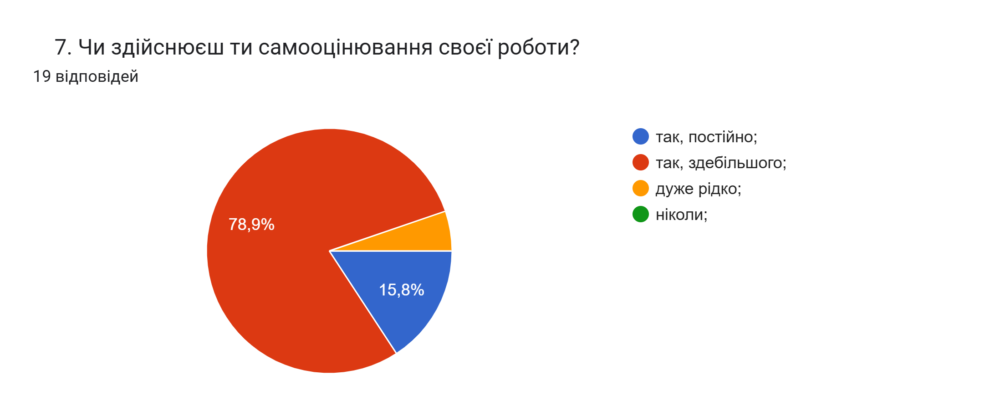 7. Чи здійснюєш ти самооцінювання своєї роботи?
19 відповідей
так, постійно;
так, здебільшого;
дуже рідко;
ніколи;
78,9%
15,8%